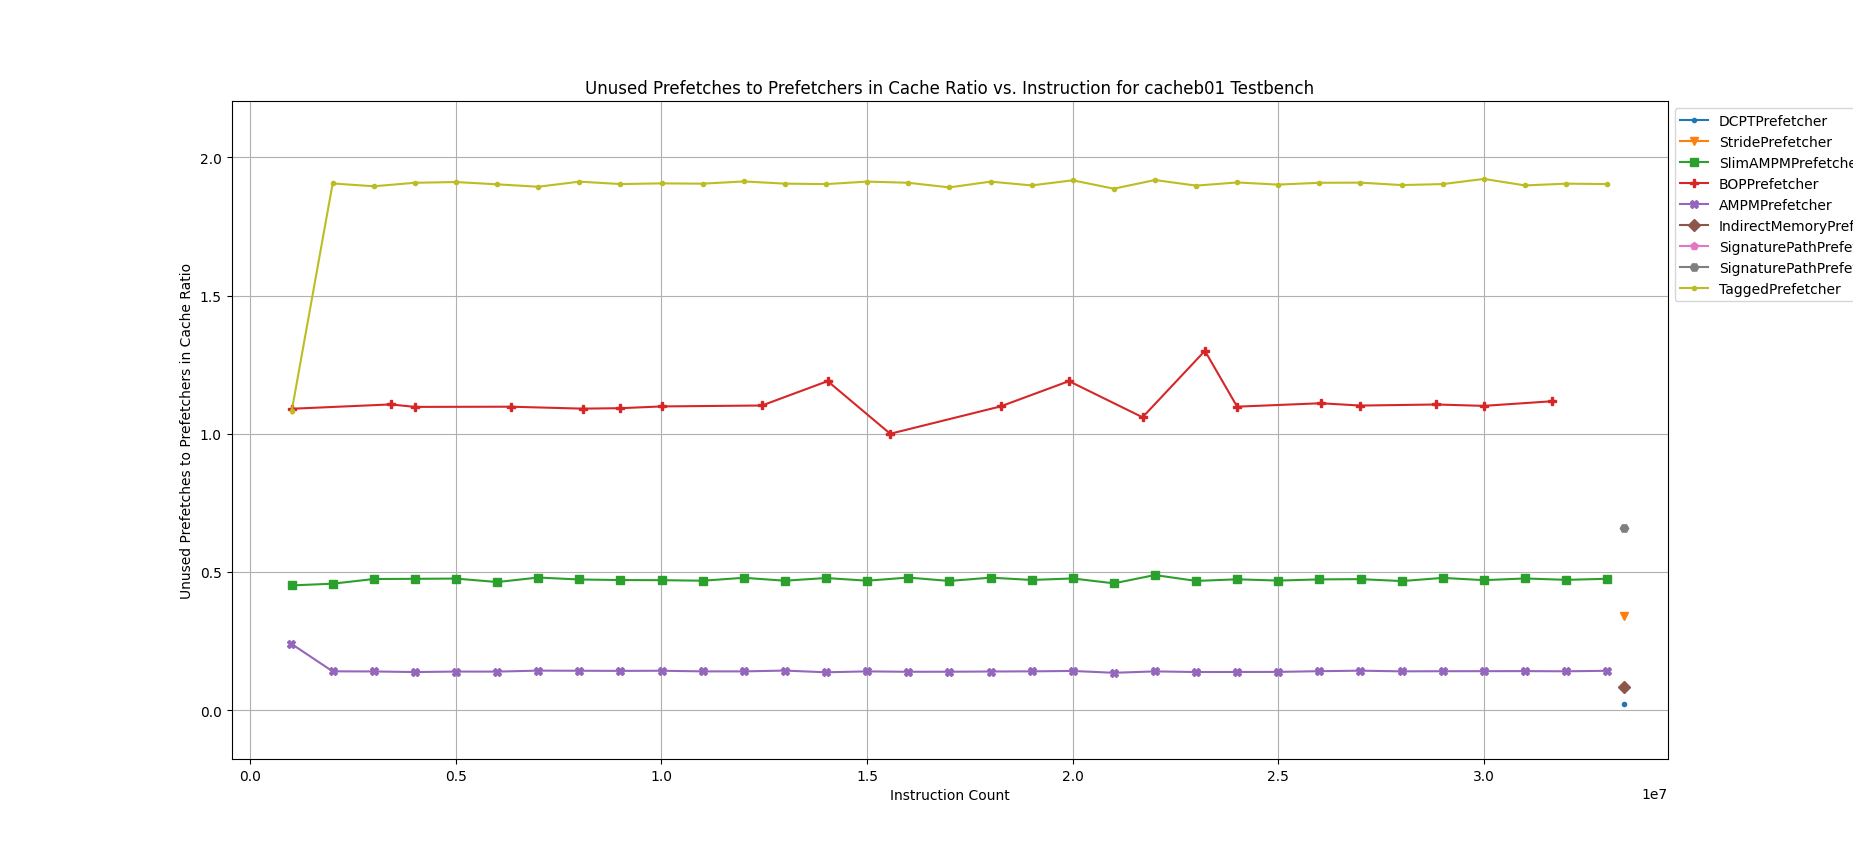 Unused Prefetches to Prefetchers in Cache Ratio vs. Instruction for cacheb01 Testbench
Unused Prefetches to Prefetchers in Cache Ratio
2.0
1.5
1.0
0.5
0.0
0.0 0.5 1.0 1.5 2.0 2.5 3.0
1e7
Instruction Count
DCPTPrefetcher
StridePrefetcher
SlimAMPMPrefetche
BOPPrefetcher
AMPMPrefetcher
IndirectMemoryPref
SignaturePathPrefe
SignaturePathPrefe
TaggedPrefetcher